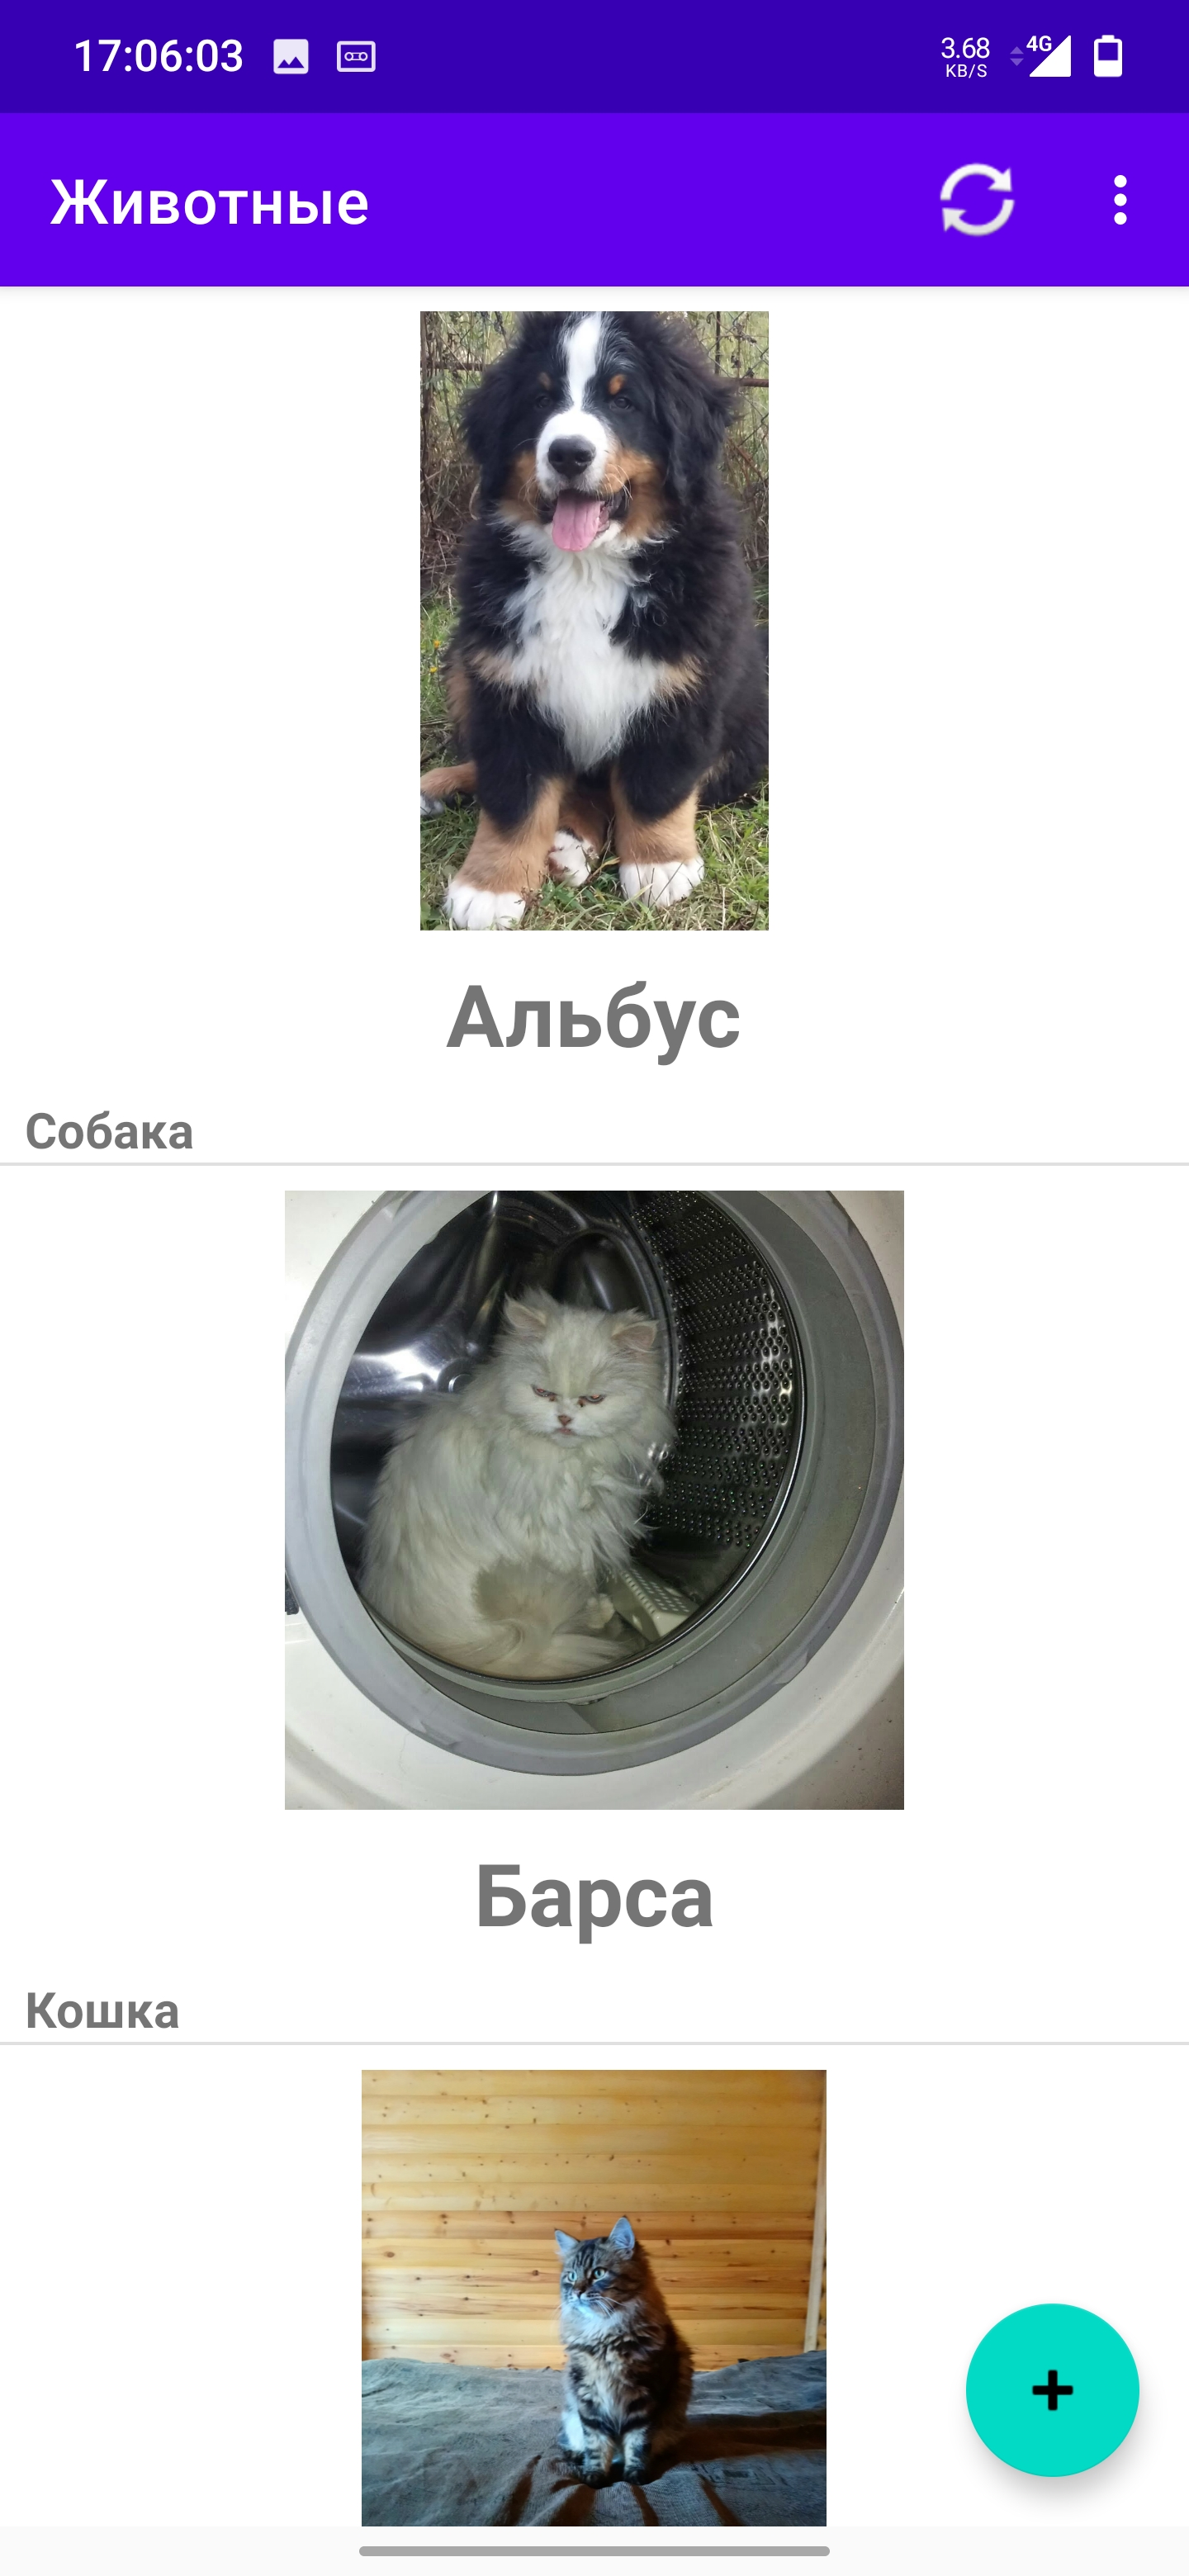 17:06:03
3.68
KB/S
4G
Животные
Альбус
Собака
Барса
Кошка